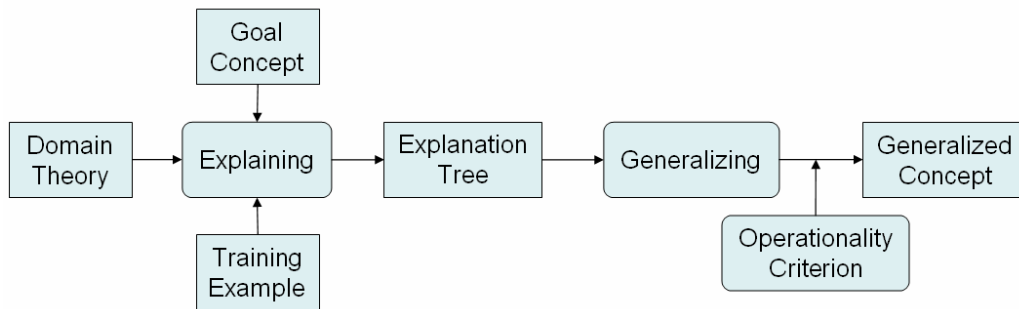 Goal
Concept
Domain
Theory
Explaining
Explanation
Tree
Generalizing
Generalized
Concept
Training
Example
Operationality
Criterion